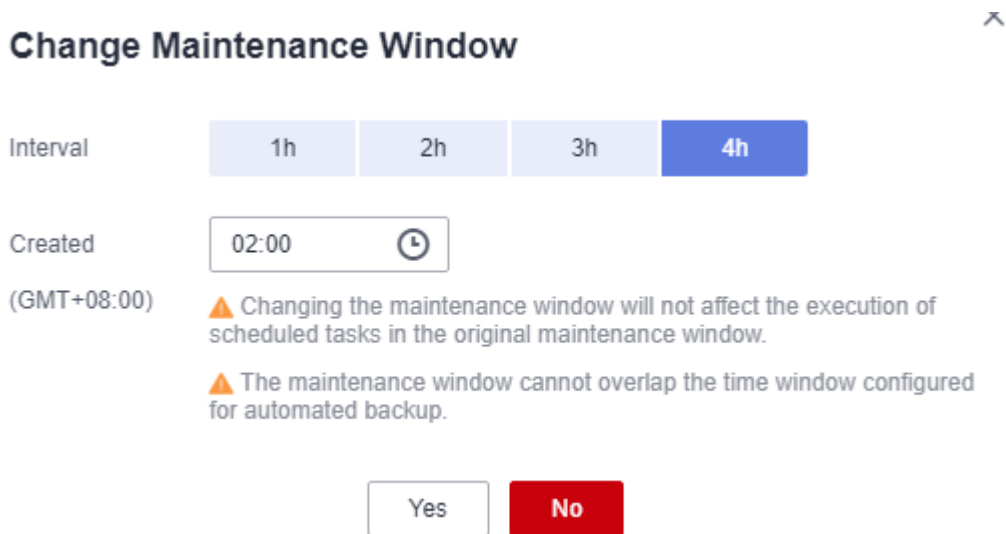 Change Maintenance Window
Interval
1h
2h
3h
4h
Created
02:00
(GMT+08:00)
Changing the maintenance window will not affect the execution of
scheduled tasks in the original maintenance window.
The maintenance window cannot overlap the time window configured
for automated backup.
Yes
No